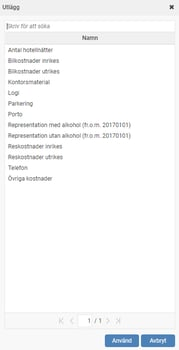 Utlägg
Skriv för att söka
Namn
Antal hotellnätter
Bilkostnader inrikes
Bilkostnader utrikes
Kontorsmaterial
Logi
Parkering
Porto
Representation med alkohol (fr.o.m. 20170101)
Representation utan alkohol (fr.o.m. 20170101)
Reskostnader inrikes
Reskostnader utrikes
Telefon
Övriga kostnader
1 / 1
Använd Avbryt